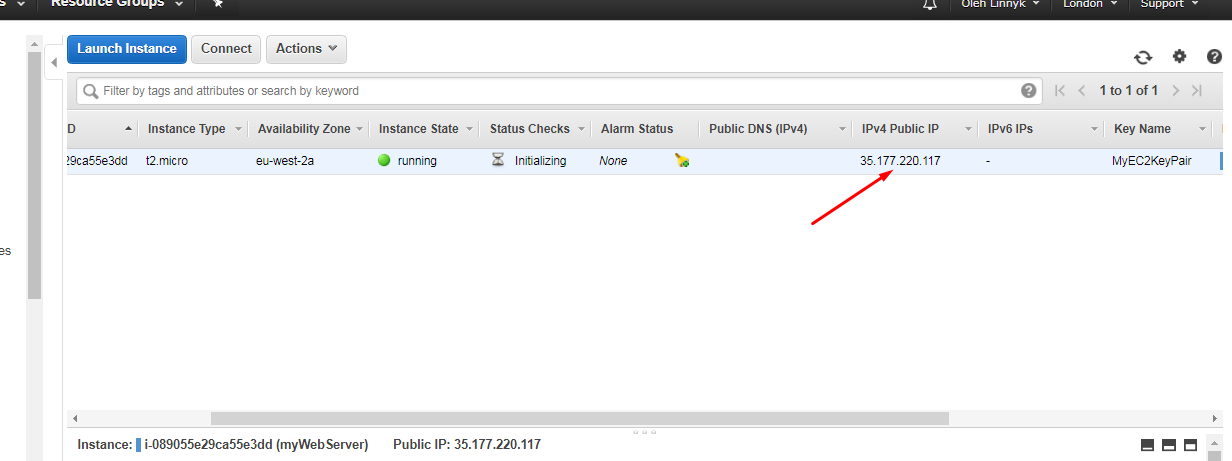 Resource Groups Oleh Linnyk London Support
Launch Instance Connect Actions
Filter by tags and attributes or search by keyword 1 to 1 of 1
D Instance Type Availability Zone Instance State Status Checks Alarm Status Public DNS (IPv4) IPv4 Public IP IPv6 IPs Key Name
29ca55e3dd t2.micro eu-west-2a running Initializing None 35.177.220.117 - MyEC2KeyPair
es
Instance: i-089055e29ca55e3dd (myWebServer) Public IP: 35.177.220.117